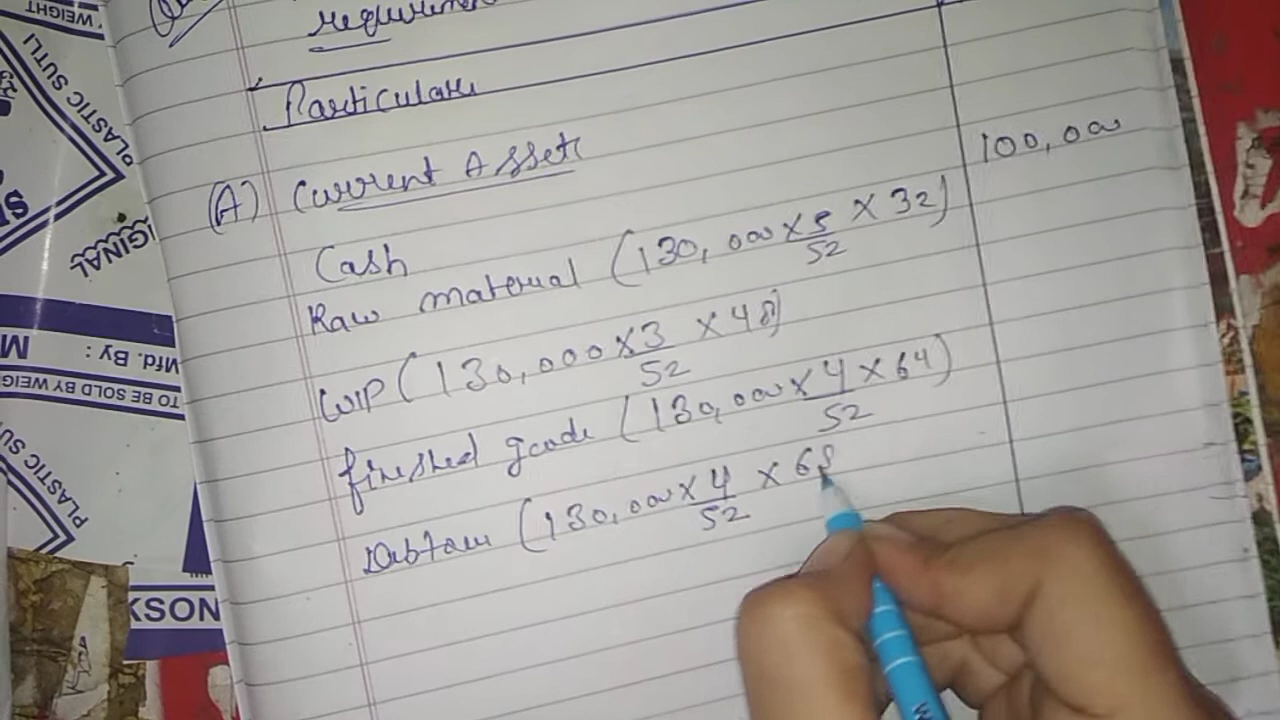 requirement
Particulars
(A) Current Assets
Cash 100,000
Raw material (130,000 × 5/52 × 32)
WIP (130,000 × 3/52 × 48)
finished goods (130,000 × 4/52 × 64)
Debtors (130,000 × 4/52 × 68
WEIGHT
PLASTIC SUTLI
IGINAL
Mfd. By : M
TO BE SOLD BY WEIG
PLASTIC SU
KSON